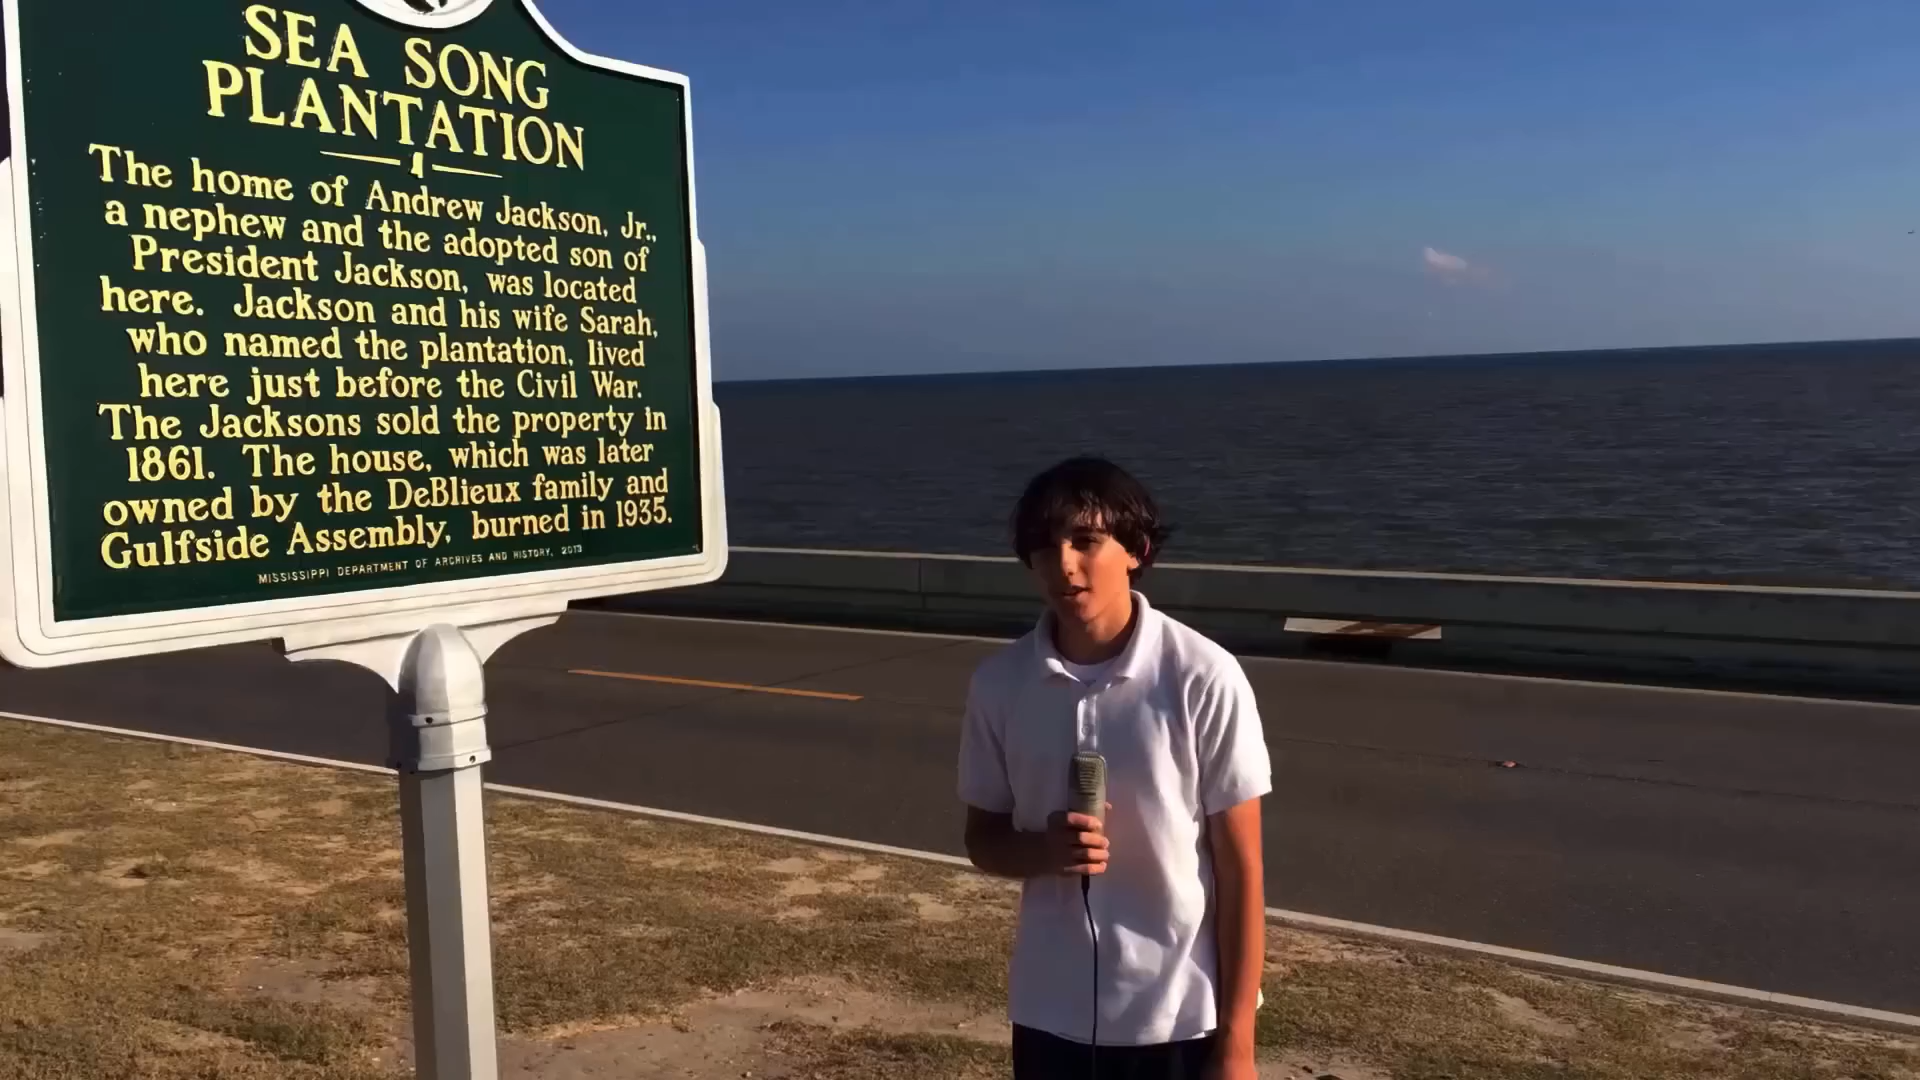 SEA SONG
PLANTATION
The home of Andrew Jackson, Jr.,
a nephew and the adopted son of
President Jackson, was located
here. Jackson and his wife Sarah,
who named the plantation, lived
here just before the Civil War.
The Jacksons sold the property in
1861. The house, which was later
owned by the DeBlieux family and
Gulfside Assembly, burned in 1935.
MISSISSIPPI DEPARTMENT OF ARCHIVES AND HISTORY, 2013